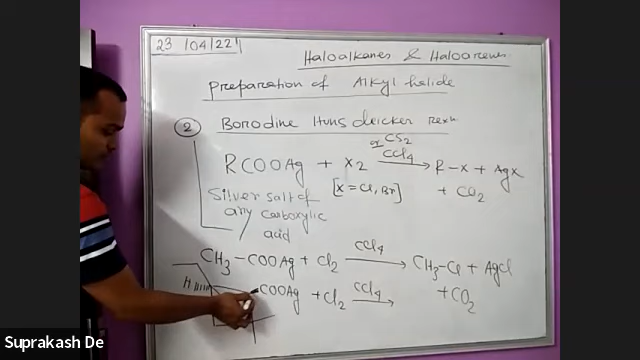 23/04/22
Haloalkanes & Haloarenes
Preparation of Alkyl halide
② Borodine Hunsdeicker rexn
RCOOAg + X2 or CS2 CCl4 → R-X + AgX
+ CO2
Silver salt of [X = Cl, Br]
any carboxylic
acid
CH3-COOAg + Cl2 CCl4 → CH3-Cl + AgCl
+ CO2
H COOAg + Cl2 CCl4 →
Suprakash De